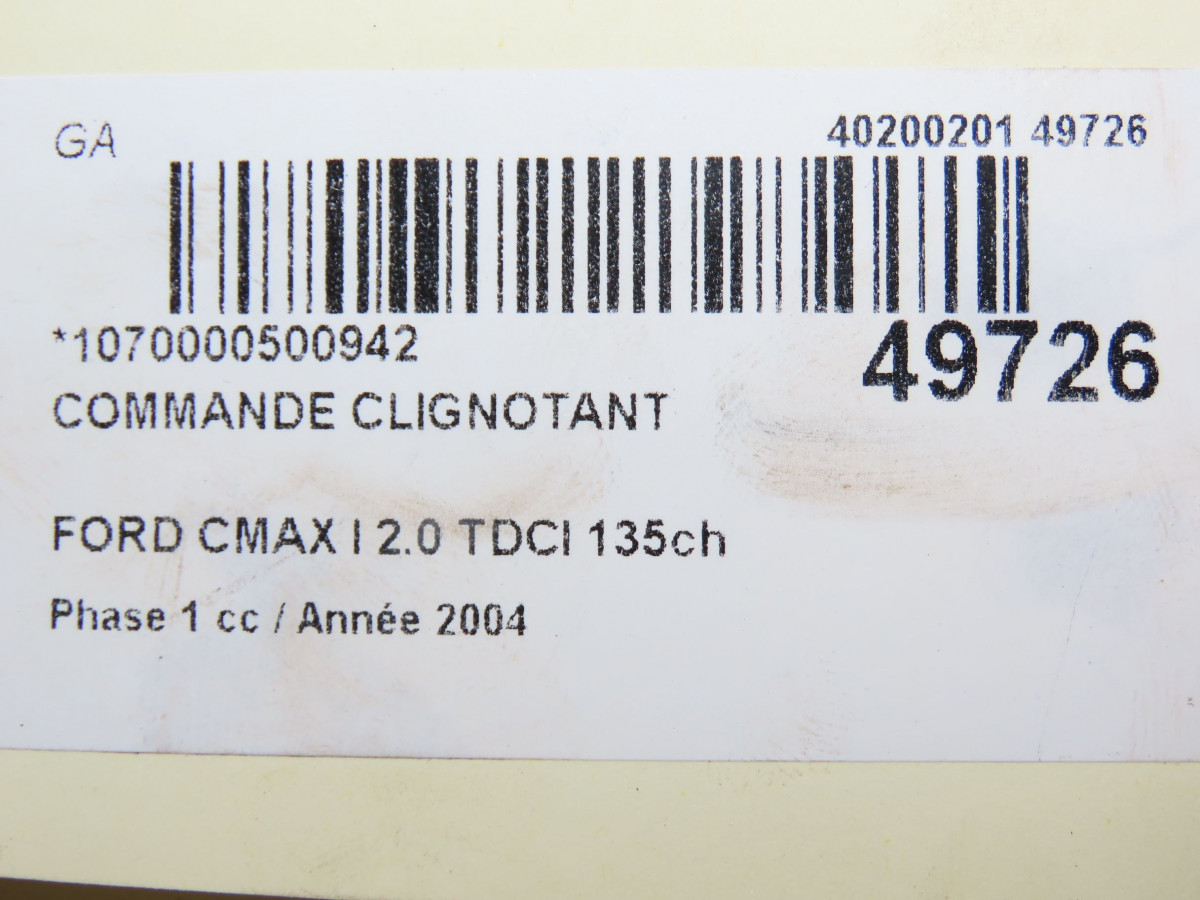 GA
40200201 49726
*1070000500942
49726
COMMANDE CLIGNOTANT
FORD CMAX I 2.0 TDCI 135ch
Phase 1 cc / Année 2004